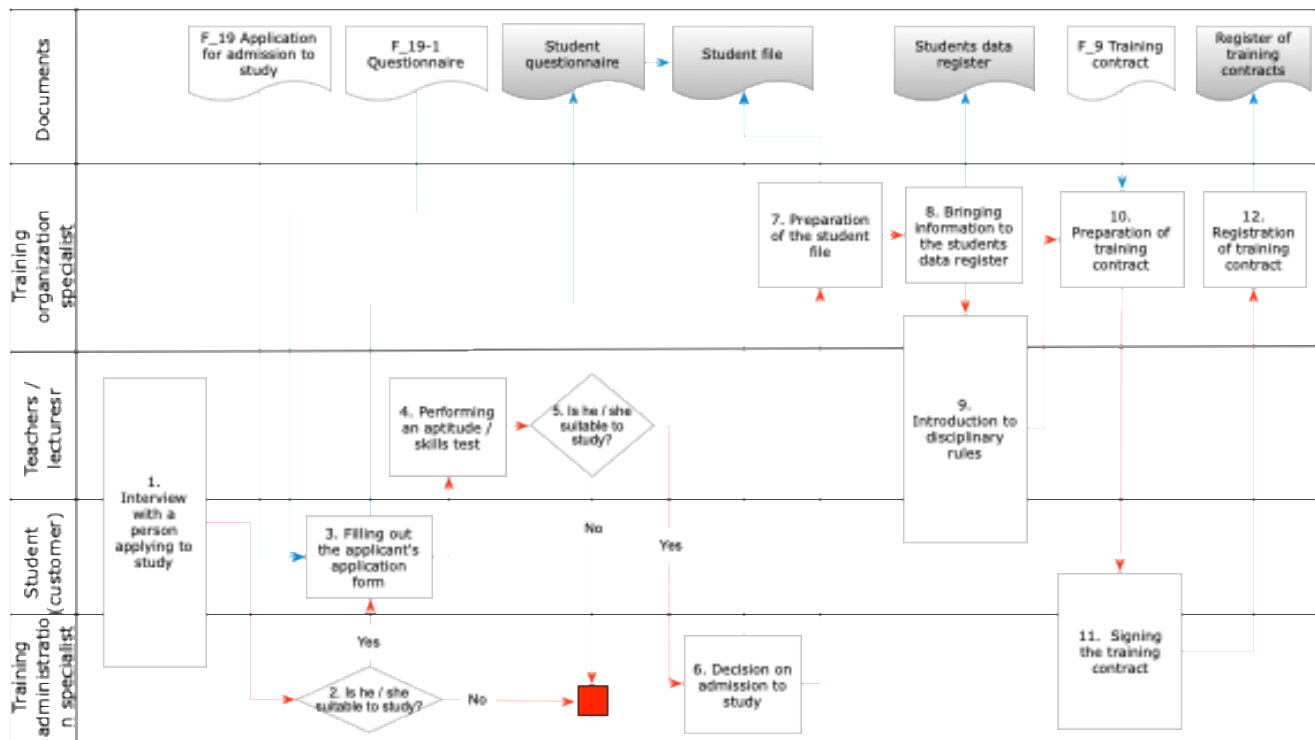 Documents
F_19 Application
for admission to
study
F_19-1
Questionnaire
Student
questionnaire
Student file
Students data
register
F_9 Training
contract
Register of
training
contracts
Training
organization
specialist
7. Preparation
of the student
file
8. Bringing
information to
the students
data register
10.
Preparation of
training
contract
12.
Registration
of training
contract
Teachers /
lecturesr
1.
Interview
with a
person
applying to
study
4. Performing
an aptitude /
skills test
5. Is he / she
suitable to
study?
9.
Introduction to
disciplinary
rules
Student
(customer)
3. Filling out
the applicant's
application
form
No
Yes
Training
administratio
n specialist
Yes
2. Is he / she
suitable to study?
No
6. Decision on
admission to
study
11. Signing
the training
contract